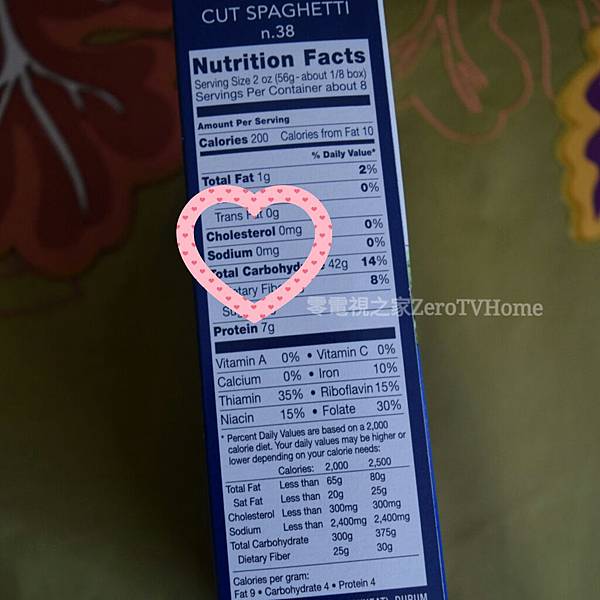 CUT SPAGHETTI
n.38
Nutrition Facts
Serving Size 2 oz (56g-about 1/8 box)
Servings Per Container about 8
Amount Per Serving
Calories 200 Calories from Fat 10
% Daily Value*
Total Fat 1g 2%
0%
Trans Fat 0g
Cholesterol 0mg 0%
Sodium 0mg 0%
Total Carbohydrate 42g 14%
Dietary Fiber 8%
Protein 7g
零電視之家ZeroTVHome
Vitamin A 0% • Vitamin C 0%
Calcium 0% • Iron 10%
Thiamin 35% • Riboflavin 15%
Niacin 15% • Folate 30%
* Percent Daily Values are based on a 2,000
calorie diet. Your daily values may be higher or
lower depending on your calorie needs:
Calories: 2,000 2,500
Total Fat Less than 65g 80g
Sat Fat Less than 20g 25g
Cholesterol Less than 300mg 300mg
Sodium Less than 2,400mg 2,400mg
Total Carbohydrate 300g 375g
Dietary Fiber 25g 30g
Calories per gram:
Fat 9 • Carbohydrate 4 • Protein 4
DURUM